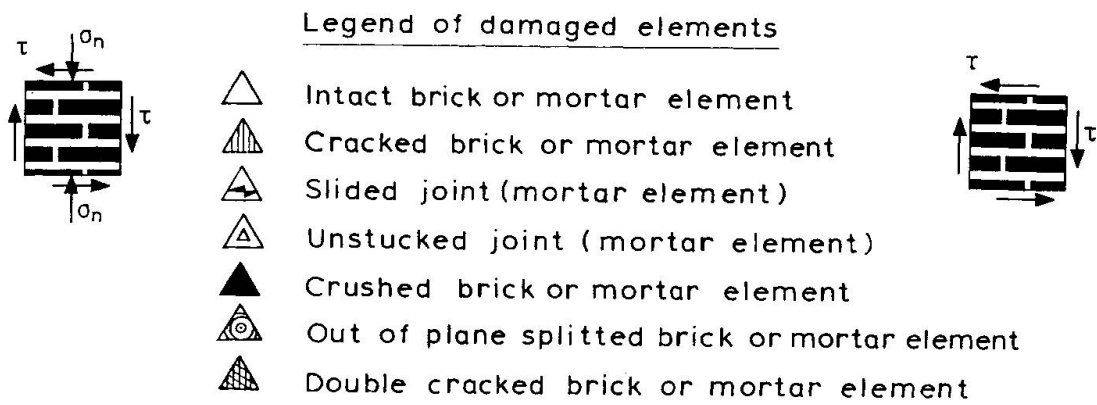 Legend of damaged elements
τ
σn
τ
σn
Intact brick or mortar element
Cracked brick or mortar element
Slided joint (mortar element)
Unstucked joint (mortar element)
Crushed brick or mortar element
Out of plane splitted brick or mortar element
Double cracked brick or mortar element
τ
τ